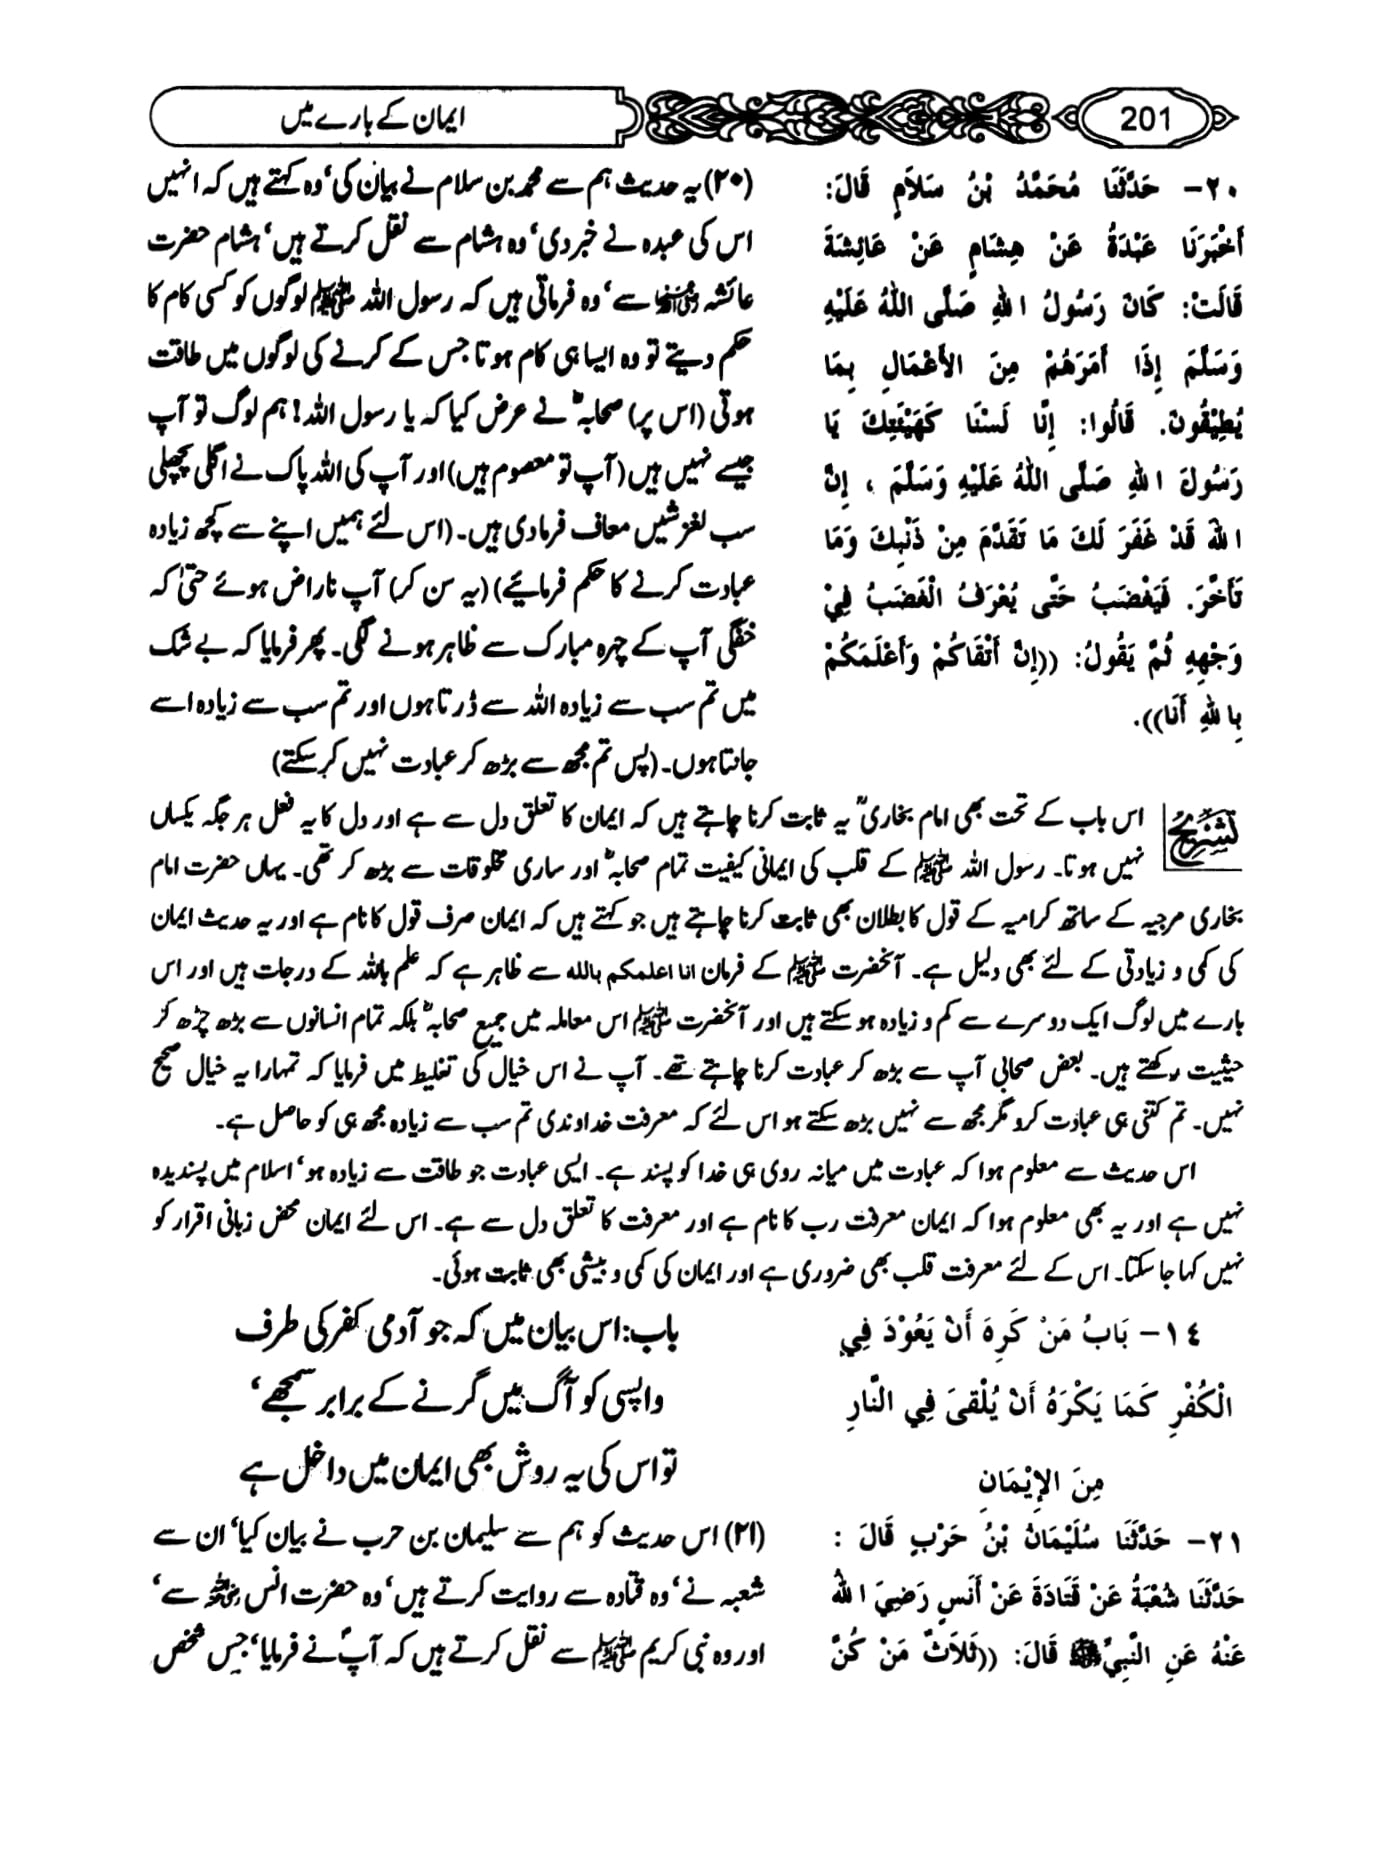 201
ایمان کے بارے میں
٢٠- حَدَّثَنَا مُحَمَّدُ بْنُ سَلَامٍ قَالَ:
أَخْبَرَنَا عَبْدَةُ عَنْ هِشَامٍ عَنْ عَائِشَةَ
قَالَتْ: كَانَ رَسُولُ اللهِ صَلَّى اللهُ عَلَيْهِ
وَسَلَّمَ إِذَا أَمَرَهُمْ مِنَ الأَعْمَالِ بِمَا
يُطِيْقُونَ. قَالُوا: إِنَّا لَسْنَا كَهَيْئَتِكَ يَا
رَسُولَ اللهِ صَلَّى اللهُ عَلَيْهِ وَسَلَّمَ ، إِنَّ
اللهَ قَدْ غَفَرَ لَكَ مَا تَقَدَّمَ مِنْ ذَنْبِكَ وَمَا
تَأَخَّرَ. فَيَغْضَبُ حَتَّى يُعْرَفُ الْغَضَبُ فِيْ
وَجْهِهِ ثُمَّ يَقُولُ: ((إِنَّ أَتْقَاكُمْ وَأَعْلَمَكُمْ
بِاللهِ أَنَا)).
(۲۰) یہ حدیث ہم سے محمد بن سلام نے بیان کی‘ وہ کہتے ہیں کہ انہیں
اس کی عبدہ نے خبر دی‘ وہ ہشام سے نقل کرتے ہیں‘ ہشام حضرت
عائشہ رضی اللہ عنہا سے‘ وہ فرماتی ہیں کہ رسول اللہ ﷺ لوگوں کو کسی کام کا
حکم دیتے تو وہ ایسا ہی کام ہوتا جس کے کرنے کی لوگوں میں طاقت
ہوتی (اس پر) صحابہؓ نے عرض کیا کہ یا رسول اللہ! ہم لوگ تو آپ
جیسے نہیں ہیں (آپ تو معصوم ہیں) اور آپ کی اللہ پاک نے اگلی پچھلی
سب لغزشیں معاف فرما دی ہیں۔ (اس لئے ہمیں اپنے سے کچھ زیادہ
عبادت کرنے کا حکم فرمائیے) (یہ سن کر) آپ ناراض ہوئے حتیٰ کہ
خفگی آپ کے چہرہ مبارک سے ظاہر ہونے لگی۔ پھر فرمایا کہ بے شک
میں تم سب سے زیادہ اللہ سے ڈرتا ہوں اور تم سب سے زیادہ اسے
جانتا ہوں۔ (پس تم مجھ سے بڑھ کر عبادت نہیں کر سکتے)
تشریح اس باب کے تحت بھی امام بخاریؒ یہ ثابت کرنا چاہتے ہیں کہ ایمان کا تعلق دل سے ہے اور دل کا یہ فعل ہر جگہ یکساں
نہیں ہوتا۔ رسول اللہ ﷺ کے قلب کی ایمانی کیفیت تمام صحابہؓ اور ساری مخلوقات سے بڑھ کر تھی۔ یہاں حضرت امام
بخاری مرجیہ کے ساتھ کرامیہ کے قول کا بطلان بھی ثابت کرنا چاہتے ہیں جو کہتے ہیں کہ ایمان صرف قول کا نام ہے اور یہ حدیث ایمان
کی کمی و زیادتی کے لئے بھی دلیل ہے۔ آنحضرت ﷺ کے فرمان انا اعلمکم باللہ سے ظاہر ہے کہ علم باللہ کے درجات ہیں اور اس
بارے میں لوگ ایک دوسرے سے کم و زیادہ ہو سکتے ہیں اور آنحضرت ﷺ اس معاملہ میں جمیع صحابہؓ بلکہ تمام انسانوں سے بڑھ چڑھ کر
حیثیت رکھتے ہیں۔ بعض صحابی آپ سے بڑھ کر عبادت کرنا چاہتے تھے۔ آپ نے اس خیال کی تغلیط میں فرمایا کہ تمہارا یہ خیال صحیح
نہیں۔ تم کتنی ہی عبادت کرو مگر مجھ سے نہیں بڑھ سکتے ہو اس لئے کہ معرفت خداوندی تم سب سے زیادہ مجھ ہی کو حاصل ہے۔
اس حدیث سے معلوم ہوا کہ عبادت میں میانہ روی ہی خدا کو پسند ہے۔ ایسی عبادت جو طاقت سے زیادہ ہو‘ اسلام میں پسندیدہ
نہیں ہے اور یہ بھی معلوم ہوا کہ ایمان معرفت رب کا نام ہے اور معرفت کا تعلق دل سے ہے۔ اس لئے ایمان محض زبانی اقرار کو
نہیں کہا جا سکتا۔ اس کے لئے معرفت قلب بھی ضروری ہے اور ایمان کی کمی و بیشی بھی ثابت ہوئی۔
١٤- بَابُ مَنْ كَرِهَ أَنْ يَعُوْدَ فِي
الْكُفْرِ كَمَا يَكْرَهُ أَنْ يُلْقىَ فِي النَّارِ
مِنَ الإِيْمَانِ
باب: اس بیان میں کہ جو آدمی کفر کی طرف
واپسی کو آگ میں گرنے کے برابر سمجھے‘
تو اس کی یہ روش بھی ایمان میں داخل ہے
٢١- حَدَّثَنَا سُلَيْمَانُ بْنُ حَرْبٍ قَالَ :
حَدَّثَنَا شُعْبَةُ عَنْ قَتَادَةَ عَنْ أَنَسٍ رَضِيَ اللهُ
عَنْهُ عَنِ النَّبِيِّ ﷺ قَالَ: ((ثَلَاثٌ مَنْ كُنَّ
(۲۱) اس حدیث کو ہم سے سلیمان بن حرب نے بیان کیا‘ ان سے
شعبہ نے‘ وہ قتادہ سے روایت کرتے ہیں‘ وہ حضرت انس رضی اللہ عنہ سے‘
اور وہ نبی کریم ﷺ سے نقل کرتے ہیں کہ آپؐ نے فرمایا‘ جس شخص